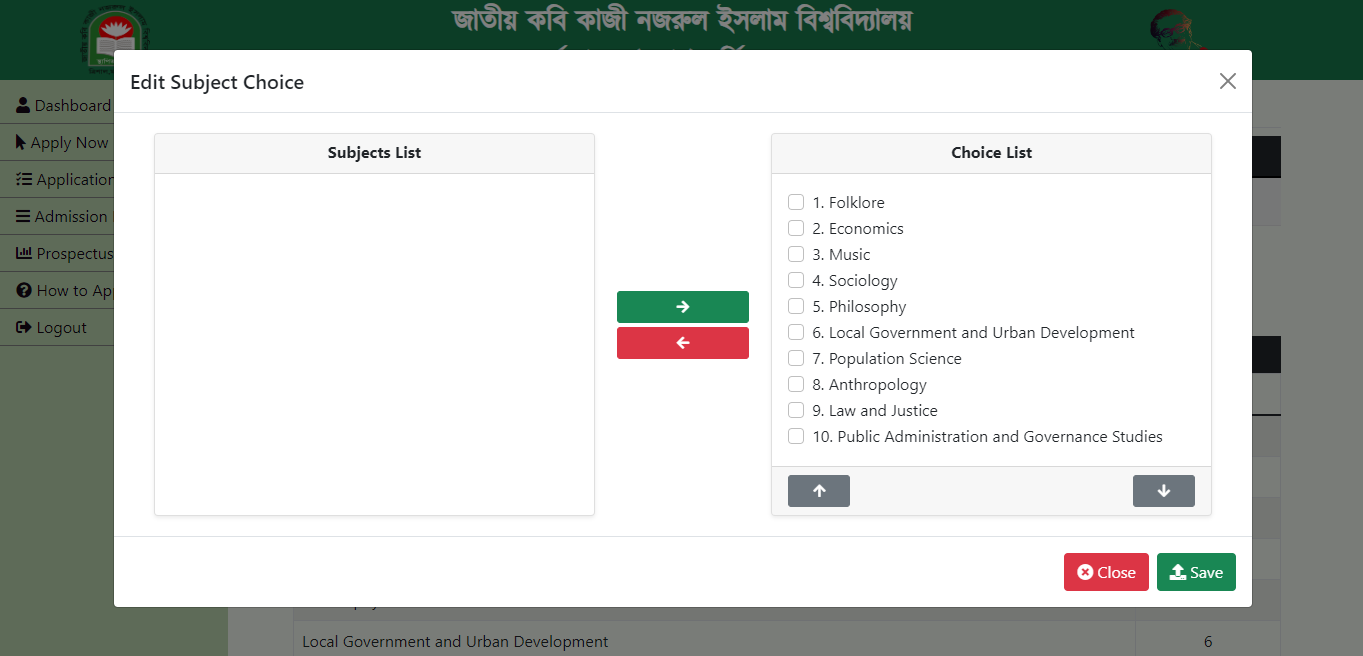 জাতীয় কবি কাজী নজরুল ইসলাম বিশ্ববিদ্যালয়
Edit Subject Choice
Dashboard
Apply Now
Application
Admission
Prospectus
How to Ap
Logout
Subjects List
Choice List
1. Folklore
2. Economics
3. Music
4. Sociology
5. Philosophy
6. Local Government and Urban Development
7. Population Science
8. Anthropology
9. Law and Justice
10. Public Administration and Governance Studies
Close
Save
Local Government and Urban Development 6